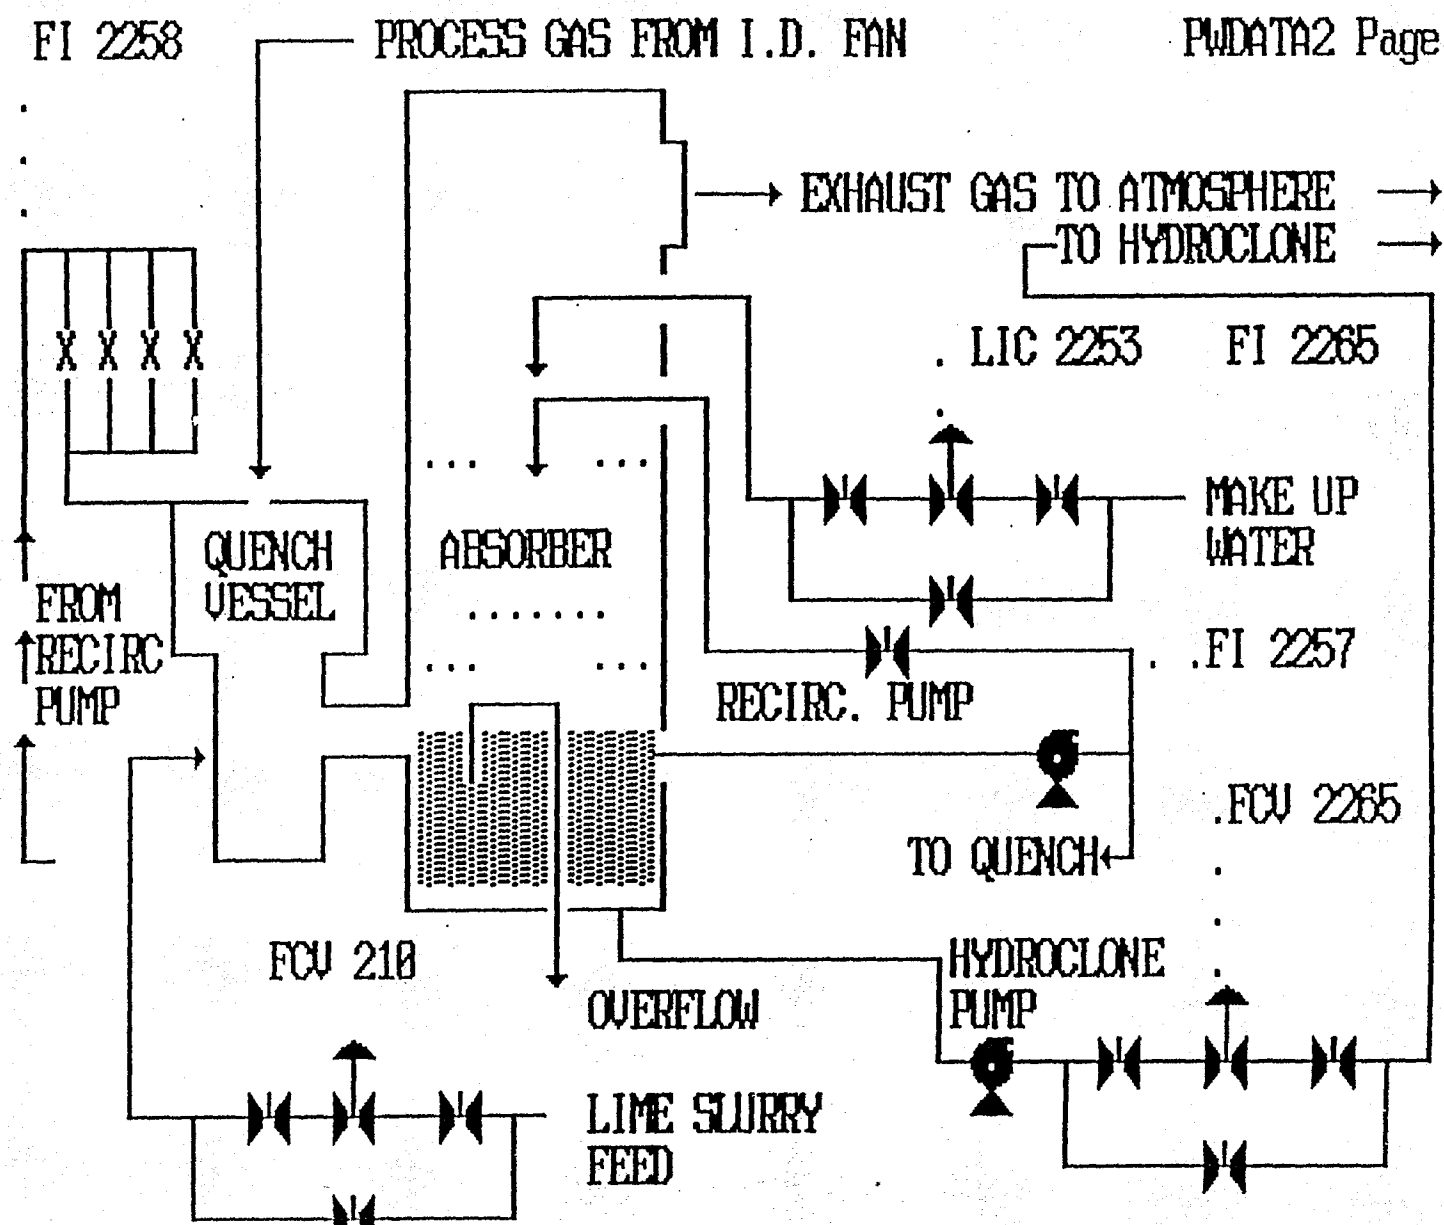 FI 2258
PROCESS GAS FROM I.D. FAN
PWDATA2 Page
EXHAUST GAS TO ATMOSPHERE
TO HYDROCLONE
LIC 2253
FI 2265
X X X X
MAKE UP
WATER
QUENCH
VESSEL
ABSORBER
FROM
RECIRC
PUMP
FI 2257
RECIRC. PUMP
FCV 2265
TO QUENCH
FCV 210
HYDROCLONE
PUMP
OVERFLOW
LIME SLURRY
FEED